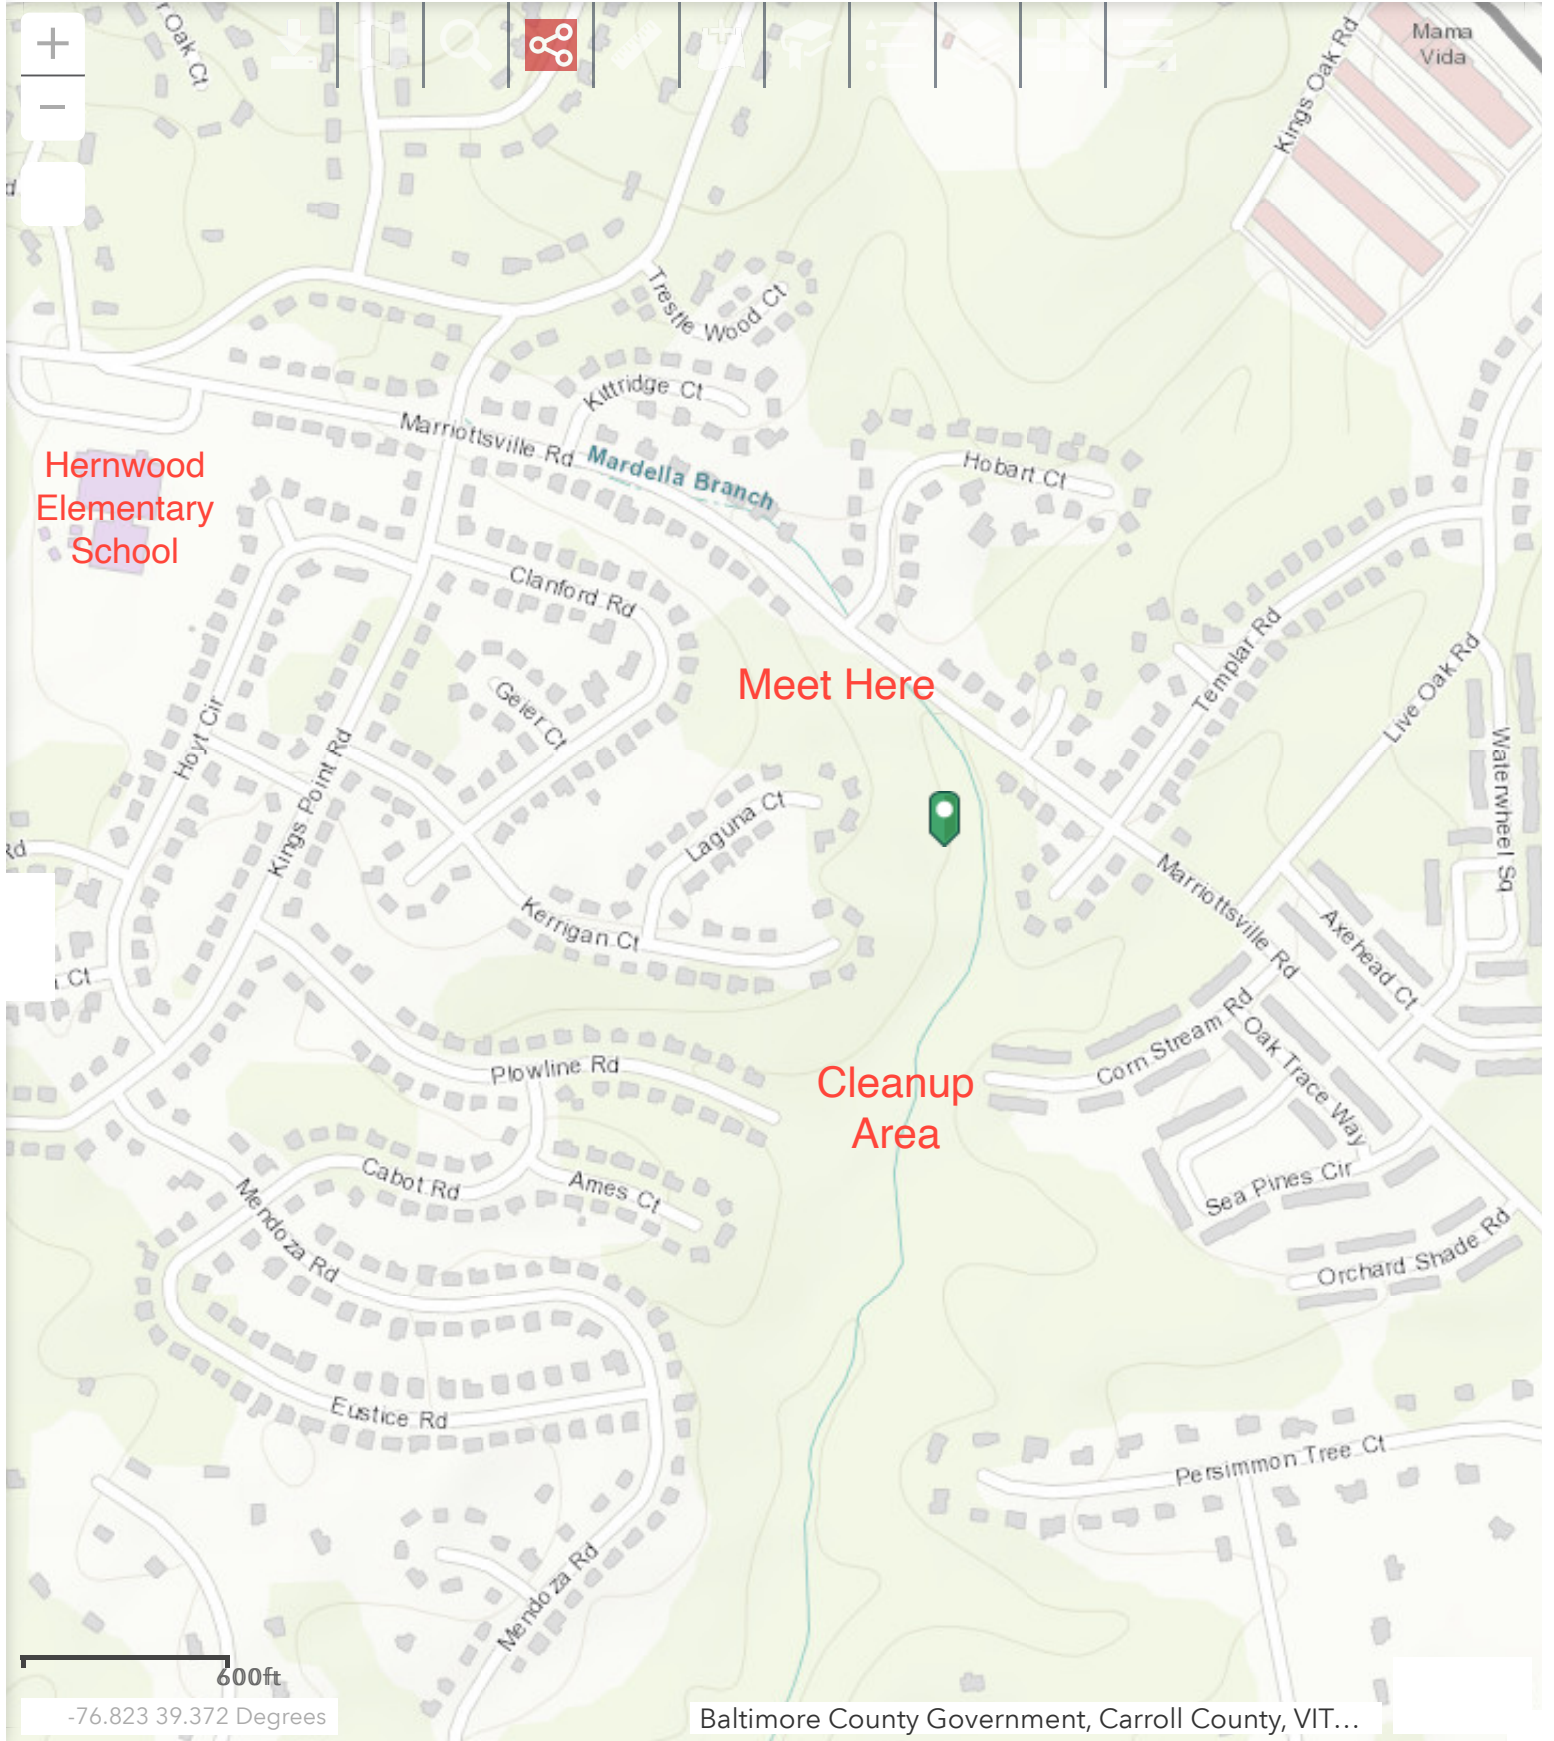 r Oak Ct
Mama
Vida
Kings Oak Rd
d
Trestle Wood Ct
Kittridge Ct
Marriottsville Rd
Mardella Branch
Hobart Ct
Hernwood
Elementary
School
Clanford Rd
Templar Rd
Meet Here
Live Oak Rd
Geier Ct
Hoyt Cir
Kings Point Rd
Waterwheel Sq
Laguna Ct
Rd
Marriottsville Rd
Kerrigan Ct
Axehead Ct
Ct
Corn Stream Rd
Oak Trace Way
Plowline Rd
Cleanup
Area
Cabot Rd
Ames Ct
Sea Pines Cir
Mendoza Rd
Orchard Shade Rd
Eustice Rd
Persimmon Tree Ct
Mendoza Rd
600ft
-76.823 39.372 Degrees
Baltimore County Government, Carroll County, VIT...